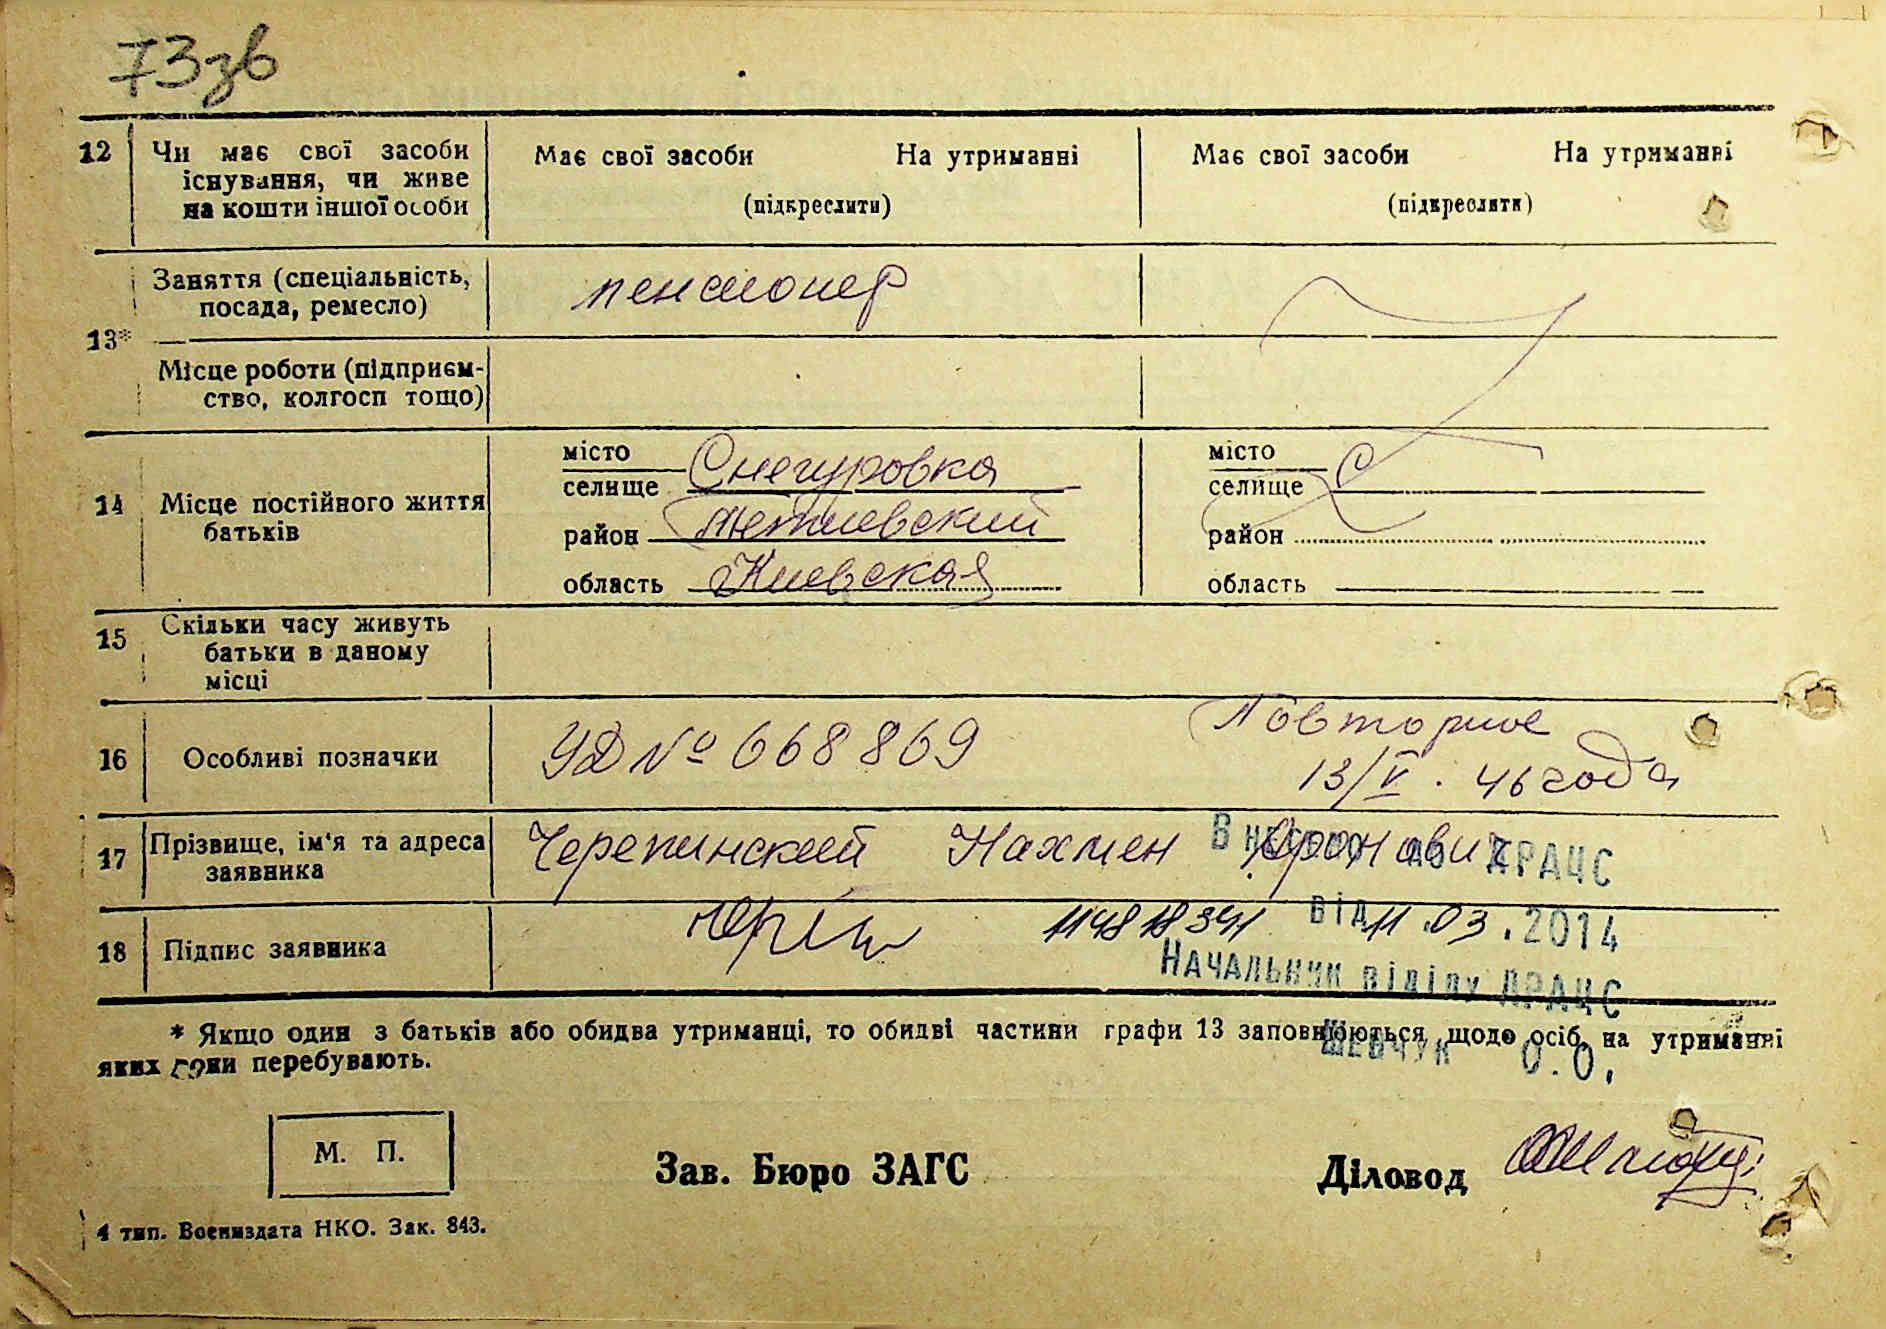 73зв
12 Чи має свої засоби існування, чи живе на кошти іншої особи
Має свої засоби На утриманні
(підкреслити)
Має свої засоби На утриманні
(підкреслити)
13* Заняття (спеціальність, посада, ремесло)
пенсионер
Місце роботи (підприємство, колгосп тощо)
14 Місце постійного життя батьків
місто
селище Снегуровка
район Тетиевский
область Киевская
місто
селище С
район
область
15 Скільки часу живуть батьки в даному місці
16 Особливі позначки
УД № 668869
Повторное
13/V. 46 года
17 Прізвище, ім'я та адреса заявника
Черепинский Нахмен
Внесено до ДРАЦС
18 Підпис заявника
11481834
від 11.03.2014
Начальник відділу ДРАЦС
Шевчук О.О.
* Якщо один з батьків або обидва утриманці, то обидві частини графи 13 заповнюються щодо осіб, на утриманні
яких вони перебувають.
М. П.
Зав. Бюро ЗАГС
Діловод
4 тип. Воениздата НКО. Зак. 843.